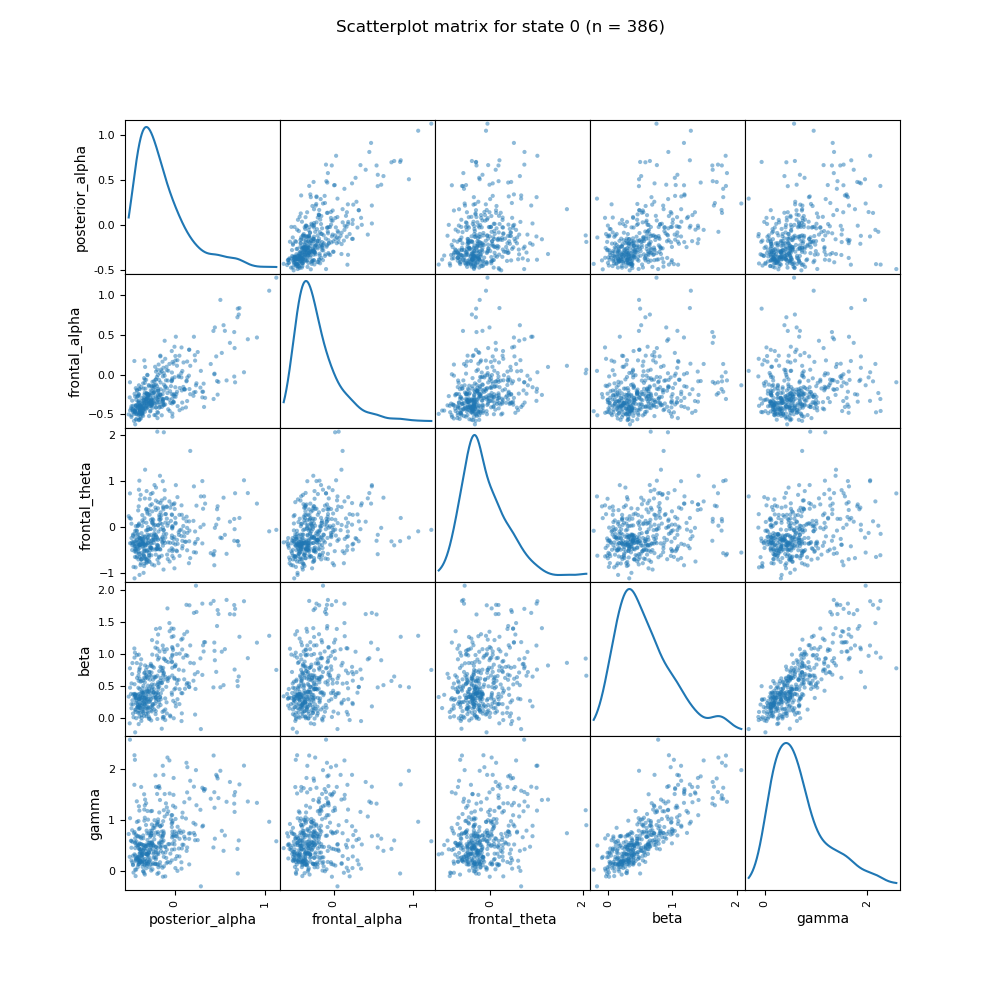 Scatterplot matrix for state 0 (n = 386)
posterior_alpha
1.0
0.5
0.0
-0.5
frontal_alpha
1.0
0.5
0.0
−0.5
frontal_theta
2
1
0
−1
beta
2.0
1.5
1.0
0.5
0.0
gamma
2
1
0
0 1 0 1 0 2 0 1 2 0 2
posterior_alpha frontal_alpha frontal_theta beta gamma